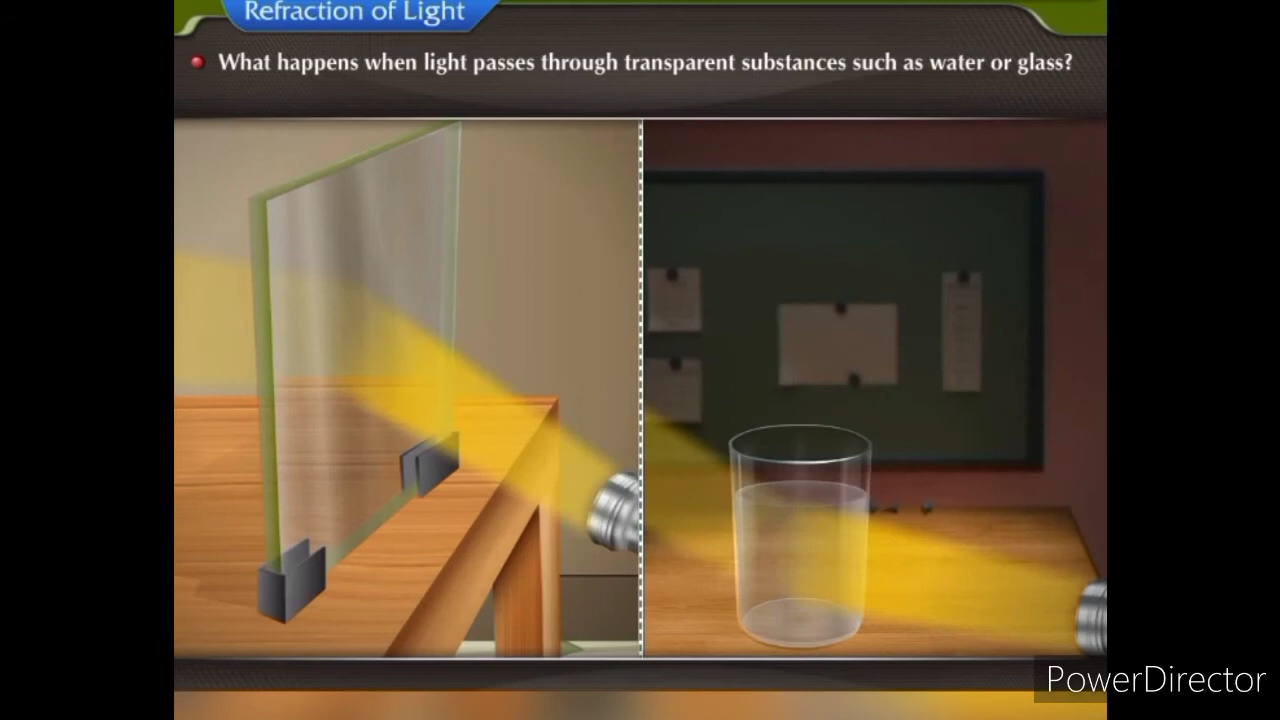 Refraction of Light
What happens when light passes through transparent substances such as water or glass?
PowerDirector